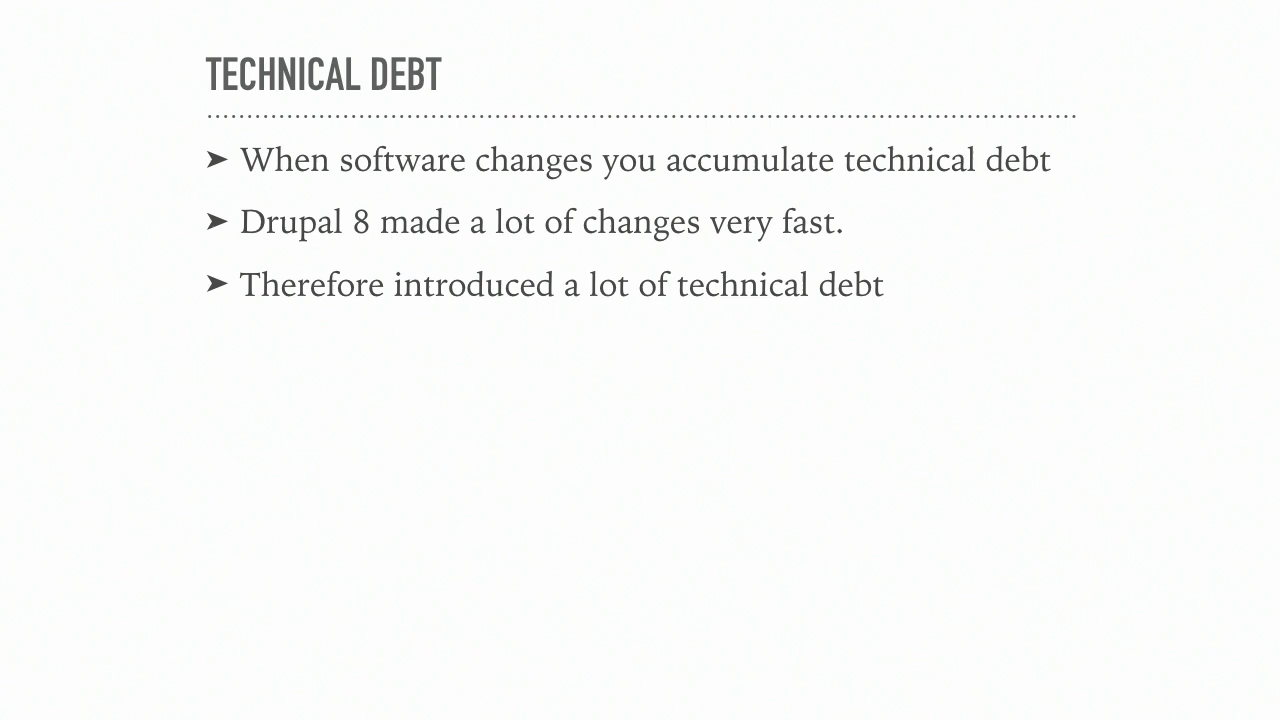 TECHNICAL DEBT
➤ When software changes you accumulate technical debt
➤ Drupal 8 made a lot of changes very fast.
➤ Therefore introduced a lot of technical debt